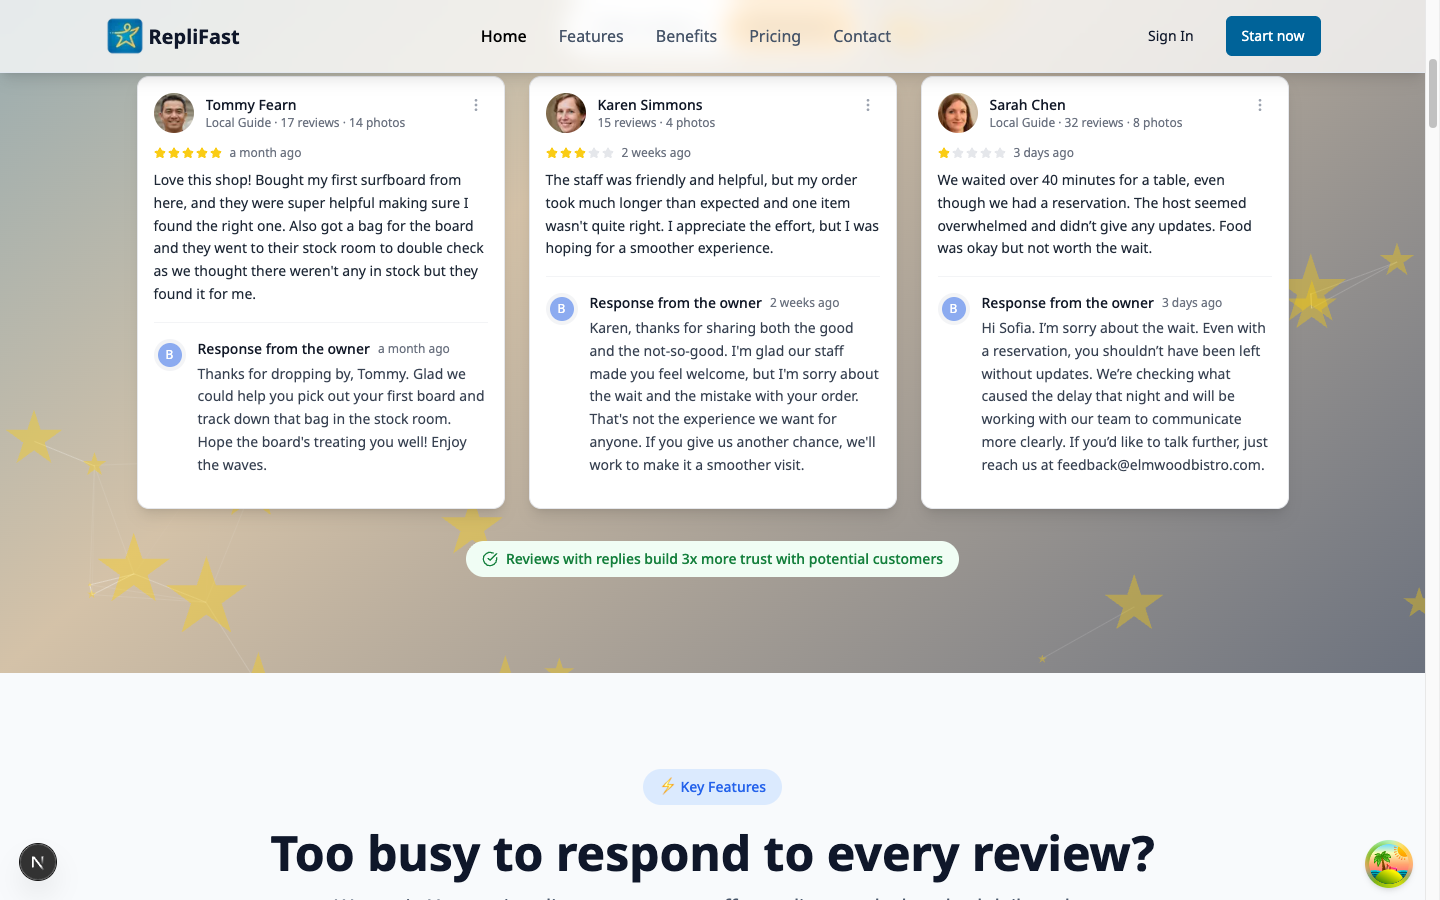 RepliFast
Home
Features
Benefits
Pricing
Contact
Sign In
Start now
Tommy Fearn
Local Guide · 17 reviews · 14 photos
a month ago
Love this shop! Bought my first surfboard from
here, and they were super helpful making sure I
found the right one. Also got a bag for the board
and they went to their stock room to double check
as we thought there weren't any in stock but they
found it for me.
B
Response from the owner a month ago
Thanks for dropping by, Tommy. Glad we
could help you pick out your first board and
track down that bag in the stock room.
Hope the board's treating you well! Enjoy
the waves.
Karen Simmons
15 reviews · 4 photos
2 weeks ago
The staff was friendly and helpful, but my order
took much longer than expected and one item
wasn't quite right. I appreciate the effort, but I was
hoping for a smoother experience.
B
Response from the owner 2 weeks ago
Karen, thanks for sharing both the good
and the not-so-good. I'm glad our staff
made you feel welcome, but I'm sorry about
the wait and the mistake with your order.
That's not the experience we want for
anyone. If you give us another chance, we'll
work to make it a smoother visit.
Sarah Chen
Local Guide · 32 reviews · 8 photos
3 days ago
We waited over 40 minutes for a table, even
though we had a reservation. The host seemed
overwhelmed and didn’t give any updates. Food
was okay but not worth the wait.
B
Response from the owner 3 days ago
Hi Sofia. I’m sorry about the wait. Even with
a reservation, you shouldn’t have been left
without updates. We’re checking what
caused the delay that night and will be
working with our team to communicate
more clearly. If you’d like to talk further, just
reach us at feedback@elmwoodbistro.com.
Reviews with replies build 3x more trust with potential customers
⚡ Key Features
Too busy to respond to every review?
N